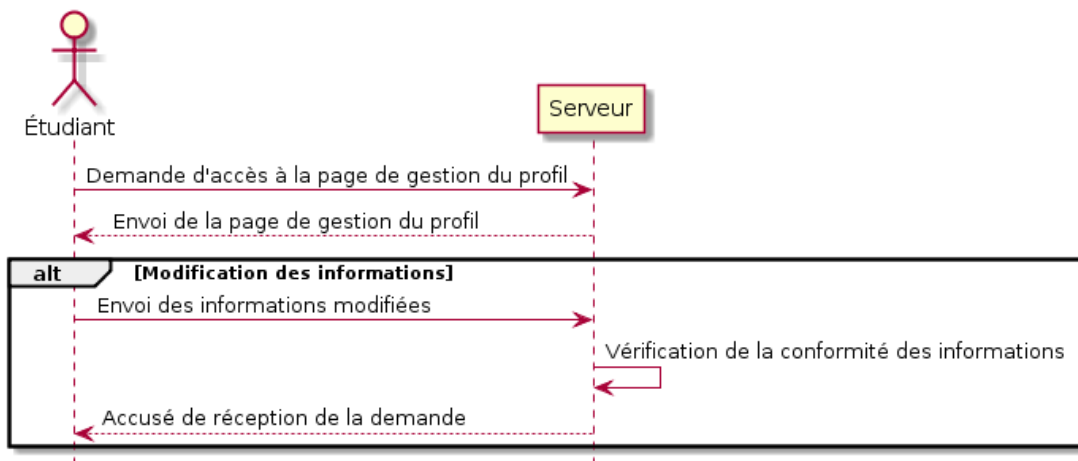 Étudiant
Serveur
Demande d'accès à la page de gestion du profil
Envoi de la page de gestion du profil
alt [Modification des informations]
Envoi des informations modifiées
Vérification de la conformité des informations
Accusé de réception de la demande